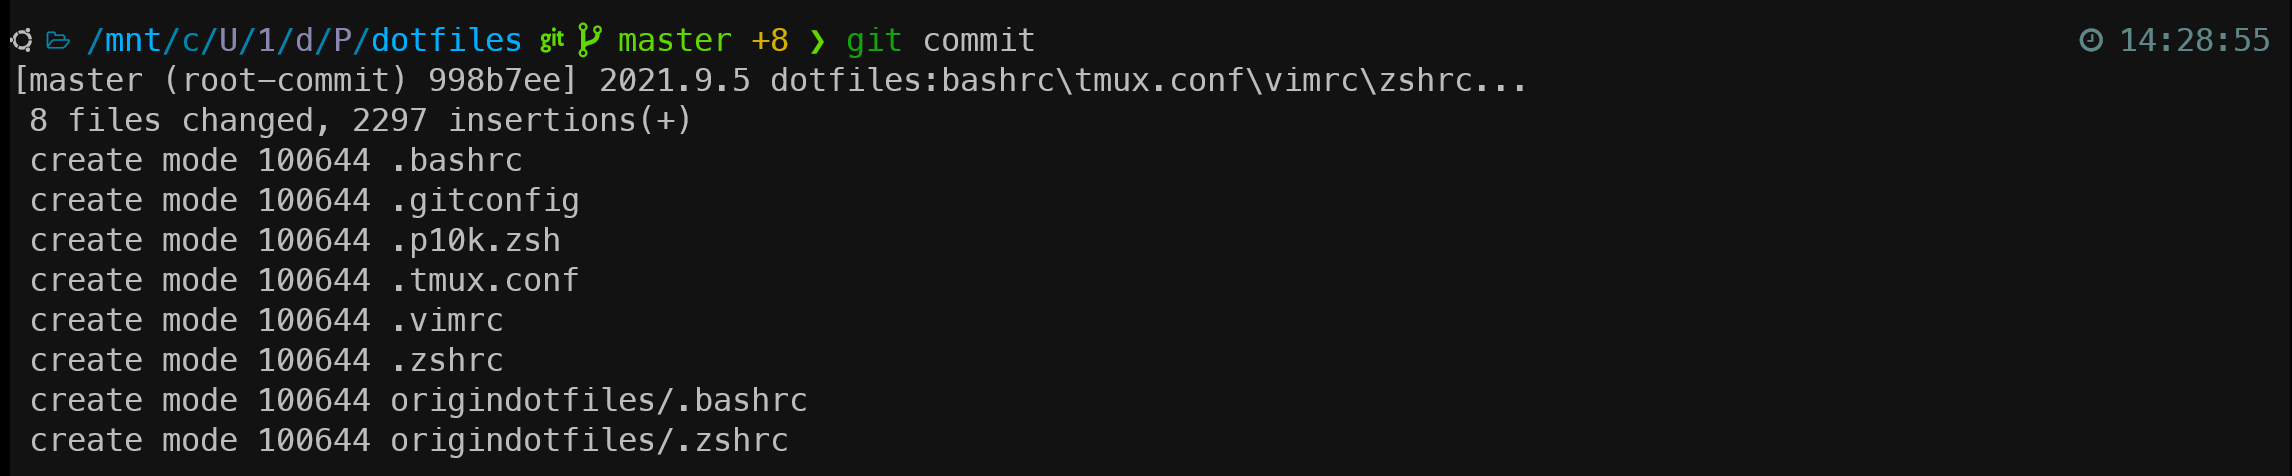 /mnt/c/U/1/d/P/dotfiles git master +8 ❯ git commit 14:28:55
[master (root-commit) 998b7ee] 2021.9.5 dotfiles:bashrc\tmux.conf\vimrc\zshrc...
8 files changed, 2297 insertions(+)
create mode 100644 .bashrc
create mode 100644 .gitconfig
create mode 100644 .p10k.zsh
create mode 100644 .tmux.conf
create mode 100644 .vimrc
create mode 100644 .zshrc
create mode 100644 origindotfiles/.bashrc
create mode 100644 origindotfiles/.zshrc